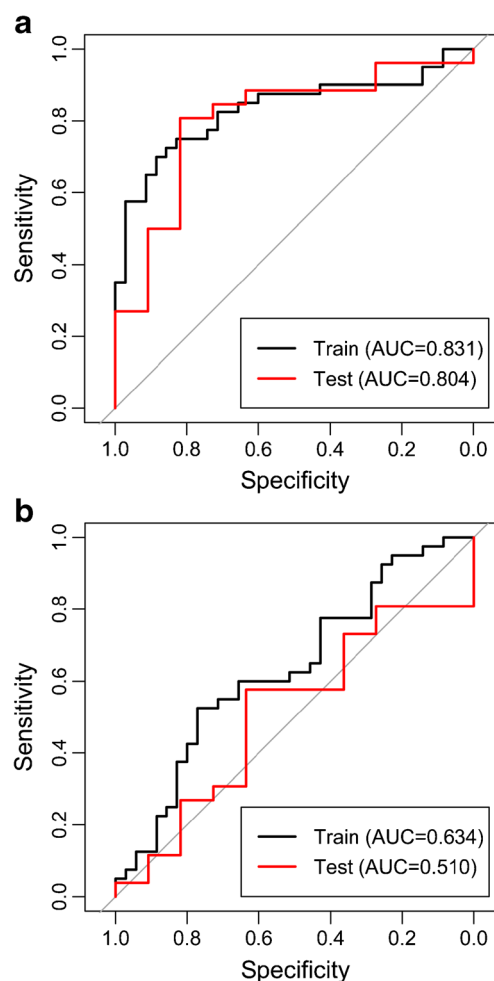 a
1.0
0.8
0.6
0.4
0.2
0.0
Sensitivity
Train (AUC=0.831)
Test (AUC=0.804)
1.0 0.8 0.6 0.4 0.2 0.0
Specificity
b
1.0
0.8
0.6
0.4
0.2
0.0
Sensitivity
Train (AUC=0.634)
Test (AUC=0.510)
1.0 0.8 0.6 0.4 0.2 0.0
Specificity